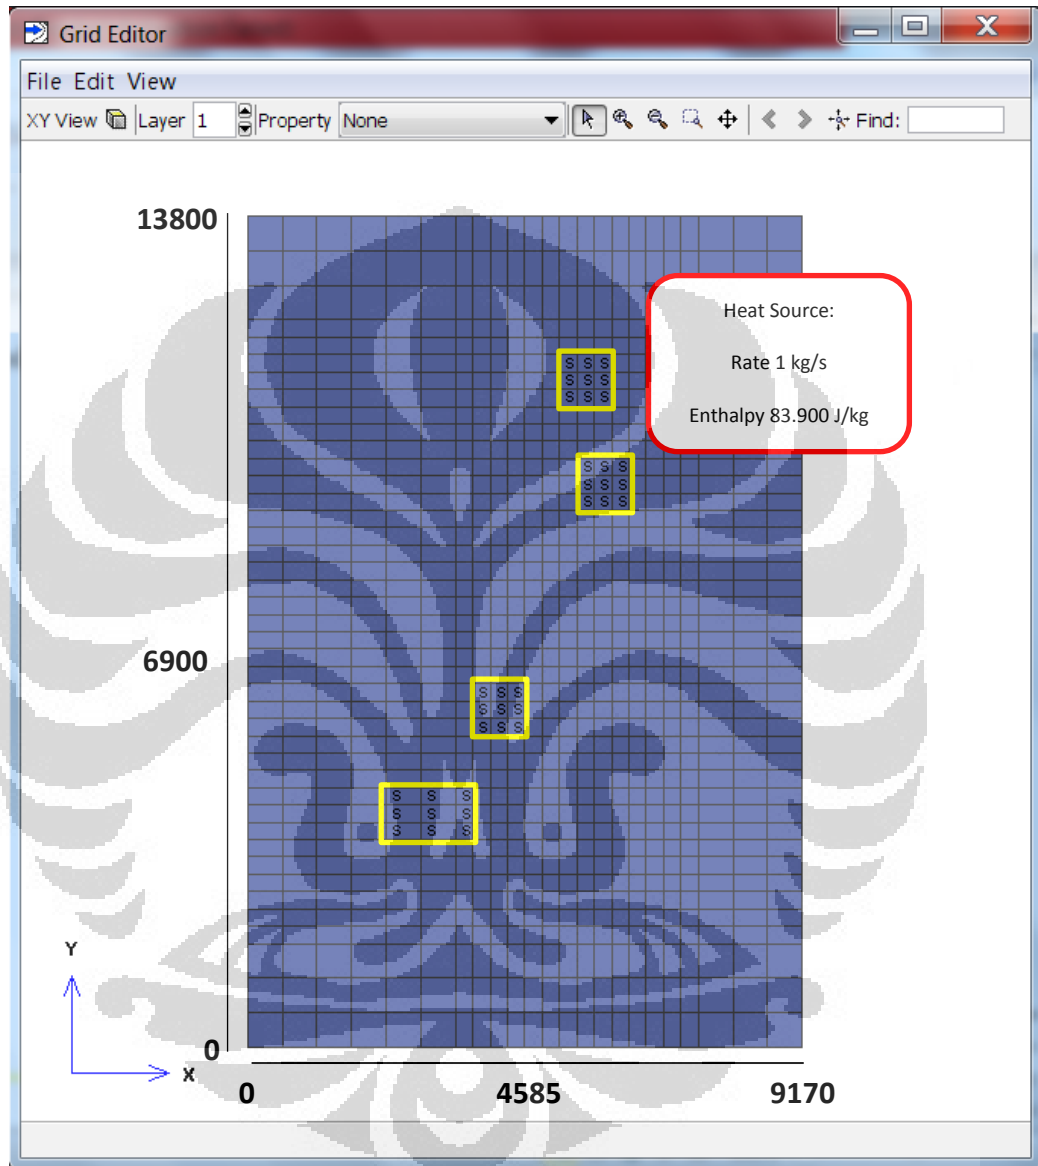 Grid Editor
File Edit View
XY View Layer 1 Property None Find:
13800
Heat Source:
Rate 1 kg/s
Enthalpy 83.900 J/kg
S S S
S S S
S S S
S S S
S S S
S S S
6900
S S S
S S S
S S S
S S S
S S S
S S S
Y
0
X
0 4585 9170